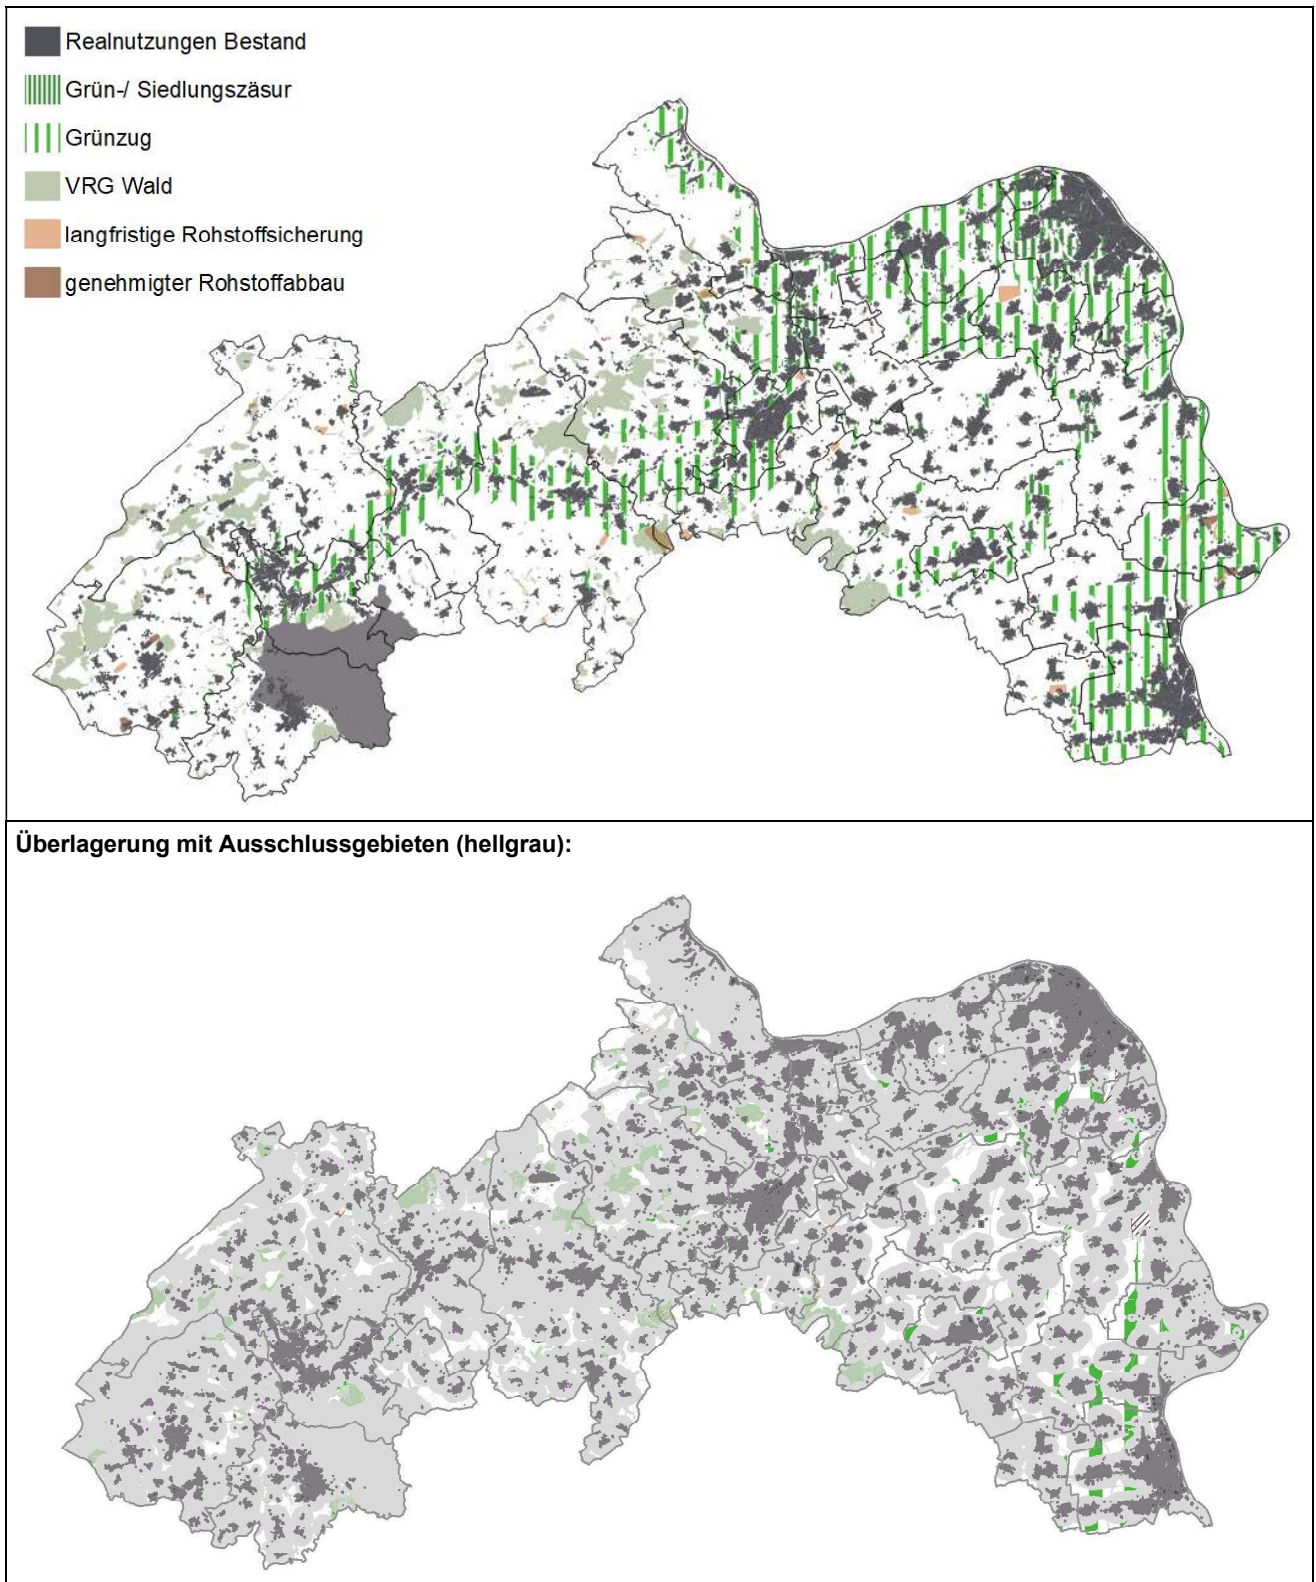 Realnutzungen Bestand
Grün-/ Siedlungszäsur
Grünzug
VRG Wald
langfristige Rohstoffsicherung
genehmigter Rohstoffabbau
Überlagerung mit Ausschlussgebieten (hellgrau):